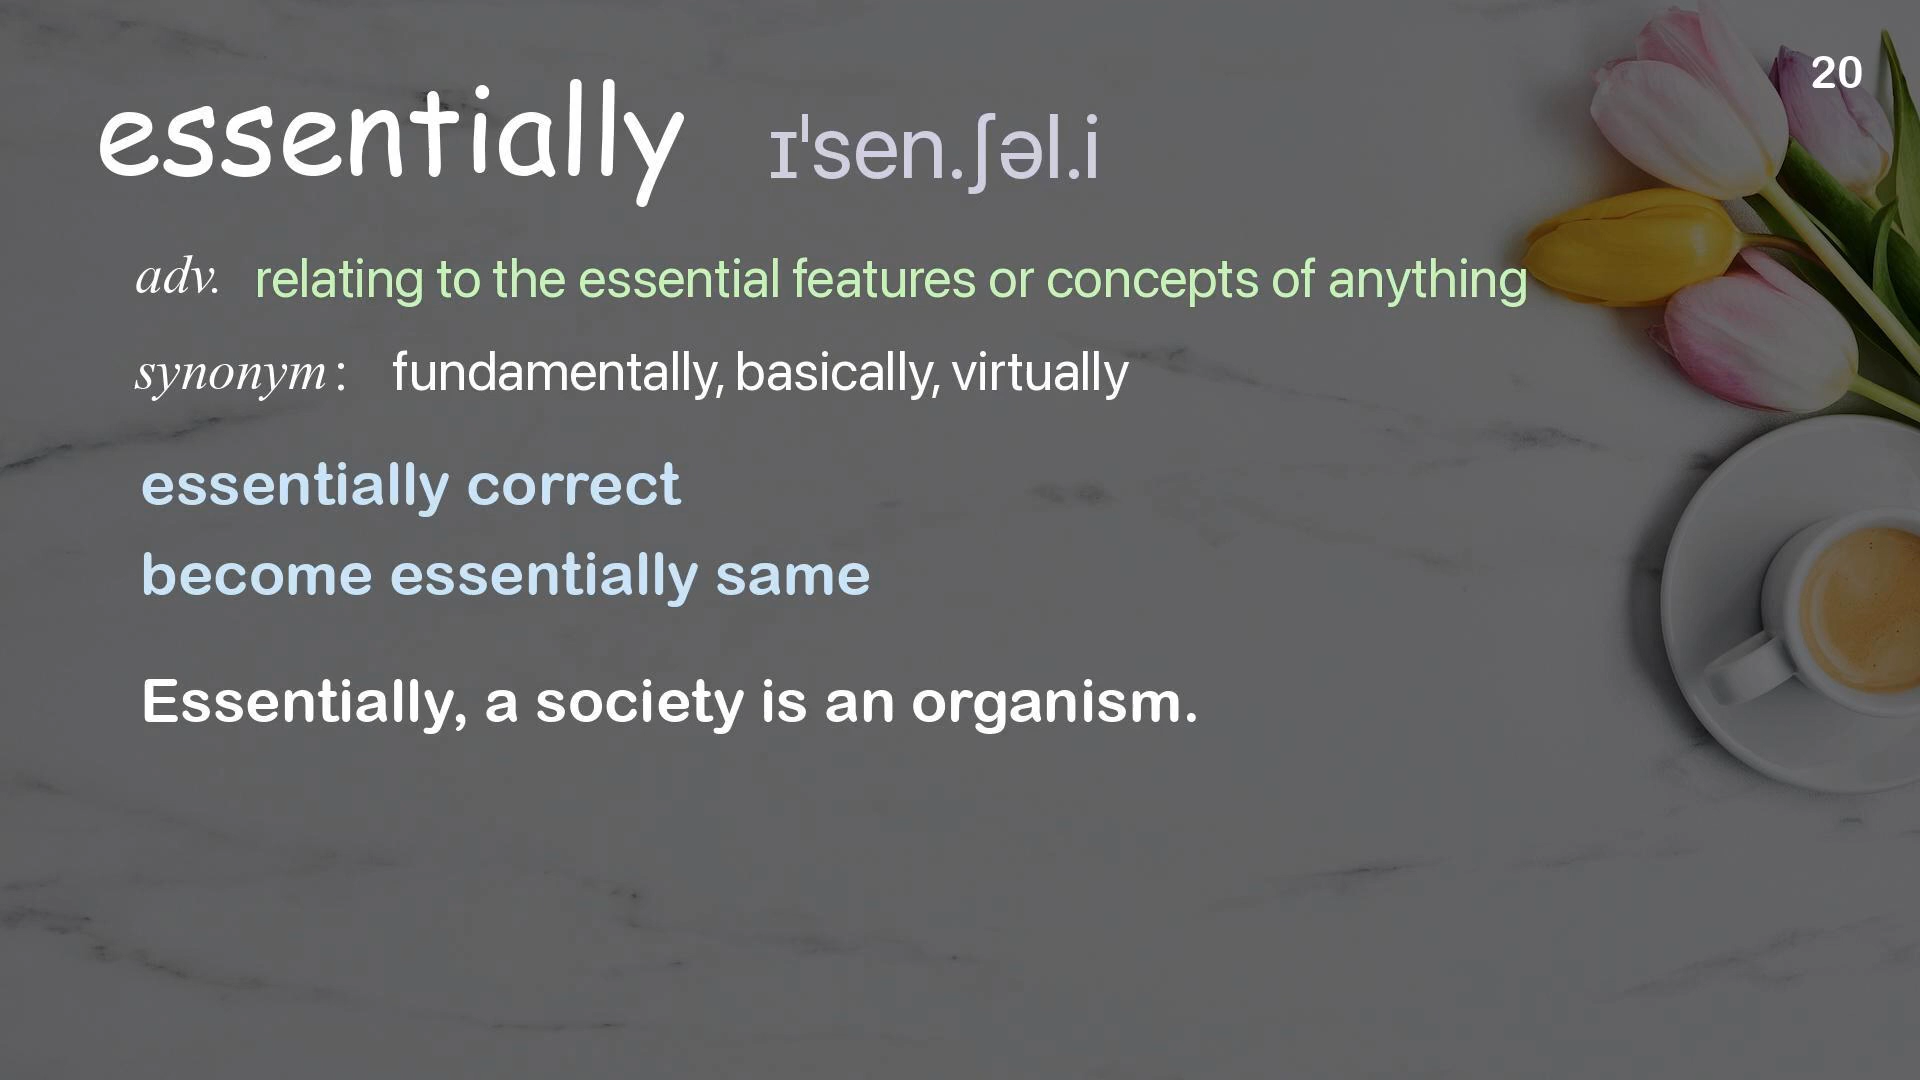 20
essentially ɪˈsen.ʃəl.i
adv. relating to the essential features or concepts of anything
synonym : fundamentally, basically, virtually
essentially correct
become essentially same
Essentially, a society is an organism.